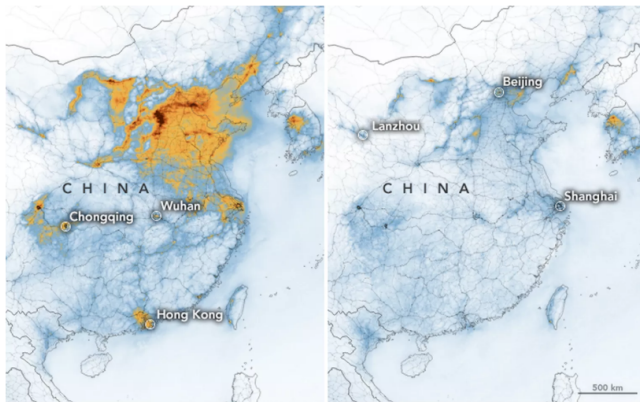 CHINA
Chongqing
Wuhan
Hong Kong
Beijing
Lanzhou
CHINA
Shanghai
500 km